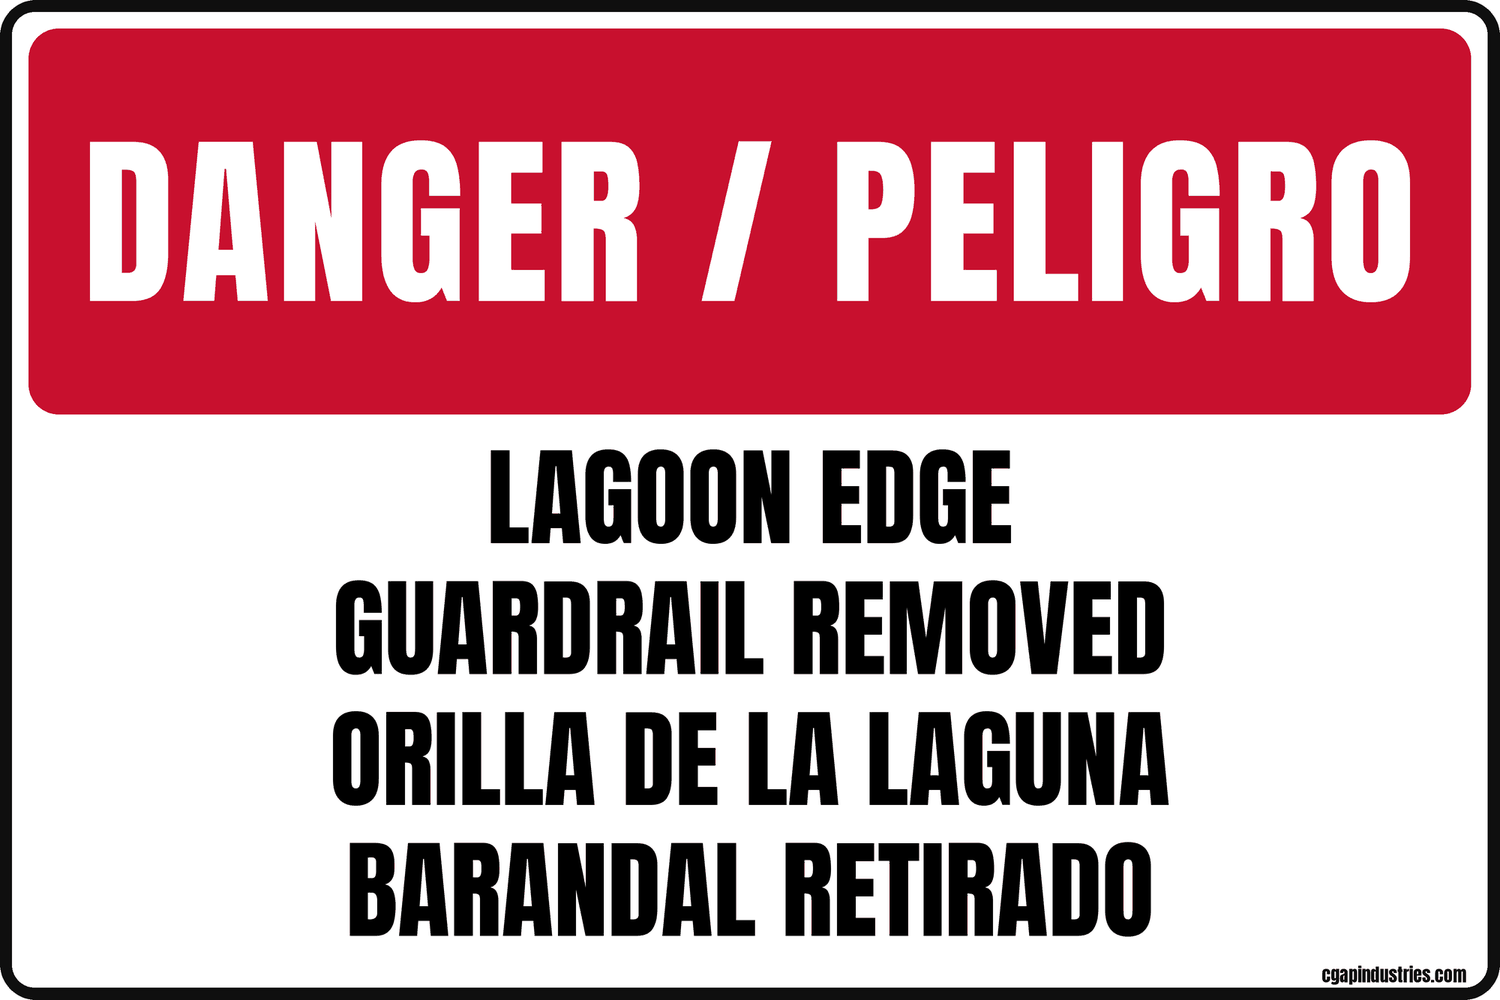 DANGER / PELIGRO
LAGOON EDGE
GUARDRAIL REMOVED
ORILLA DE LA LAGUNA
BARANDAL RETIRADO
cgapindustries.com